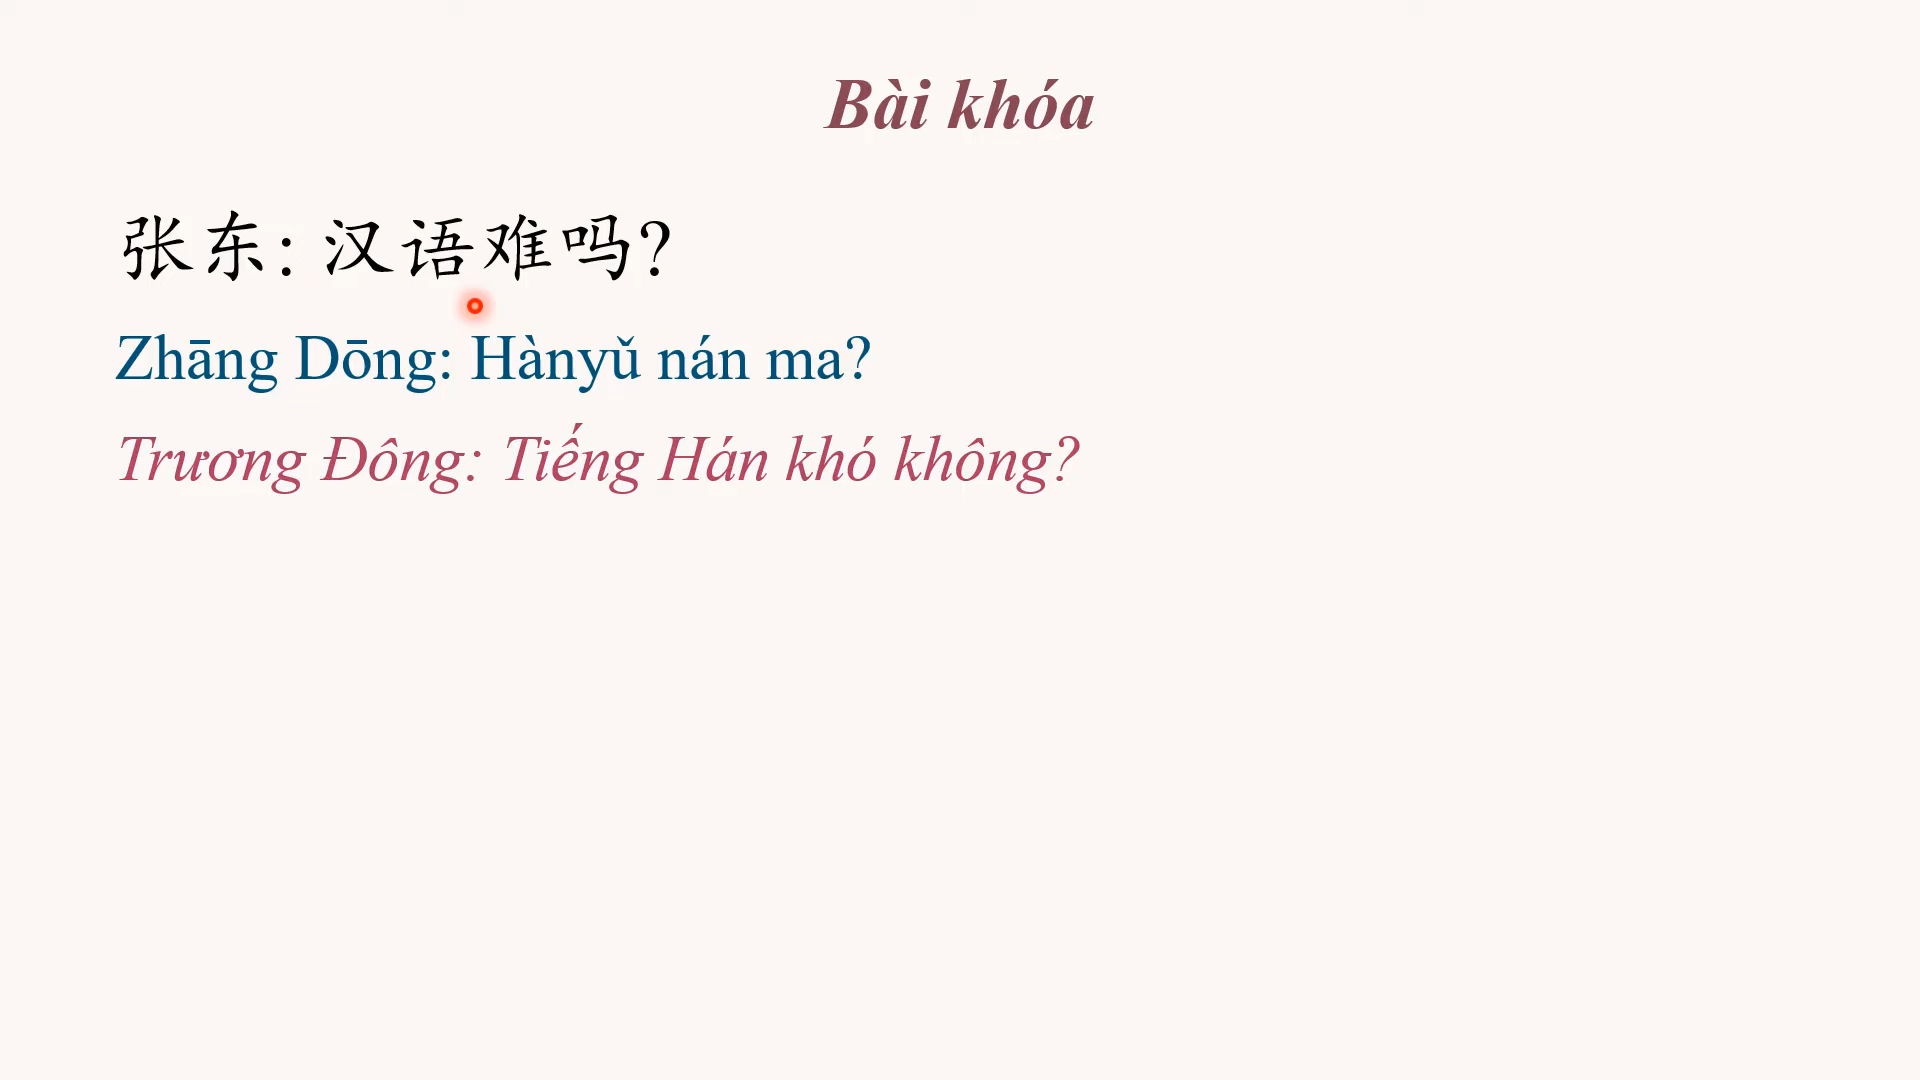 Bài khóa
张东: 汉语难吗?
Zhāng Dōng: Hànyǔ nán ma?
Trương Đông: Tiếng Hán khó không?